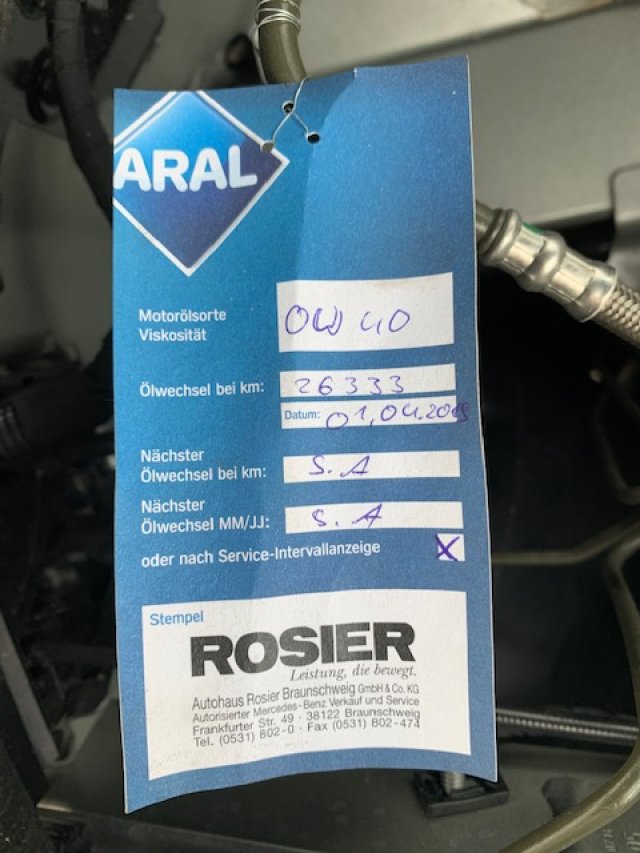 ARAL
Motorölsorte
Viskosität
0W 40
Ölwechsel bei km:
26333
Datum: 01.04.2019
Nächster
Ölwechsel bei km:
S. A
Nächster
Ölwechsel MM/JJ:
S. A
oder nach Service-Intervallanzeige X
Stempel
ROSIER
Leistung, die bewegt.
Autohaus Rosier Braunschweig GmbH & Co. KG
Autorisierter Mercedes-Benz Verkauf und Service
Frankfurter Str. 49 · 38122 Braunschweig
Tel. (0531) 802-0 · Fax (0531) 802-474